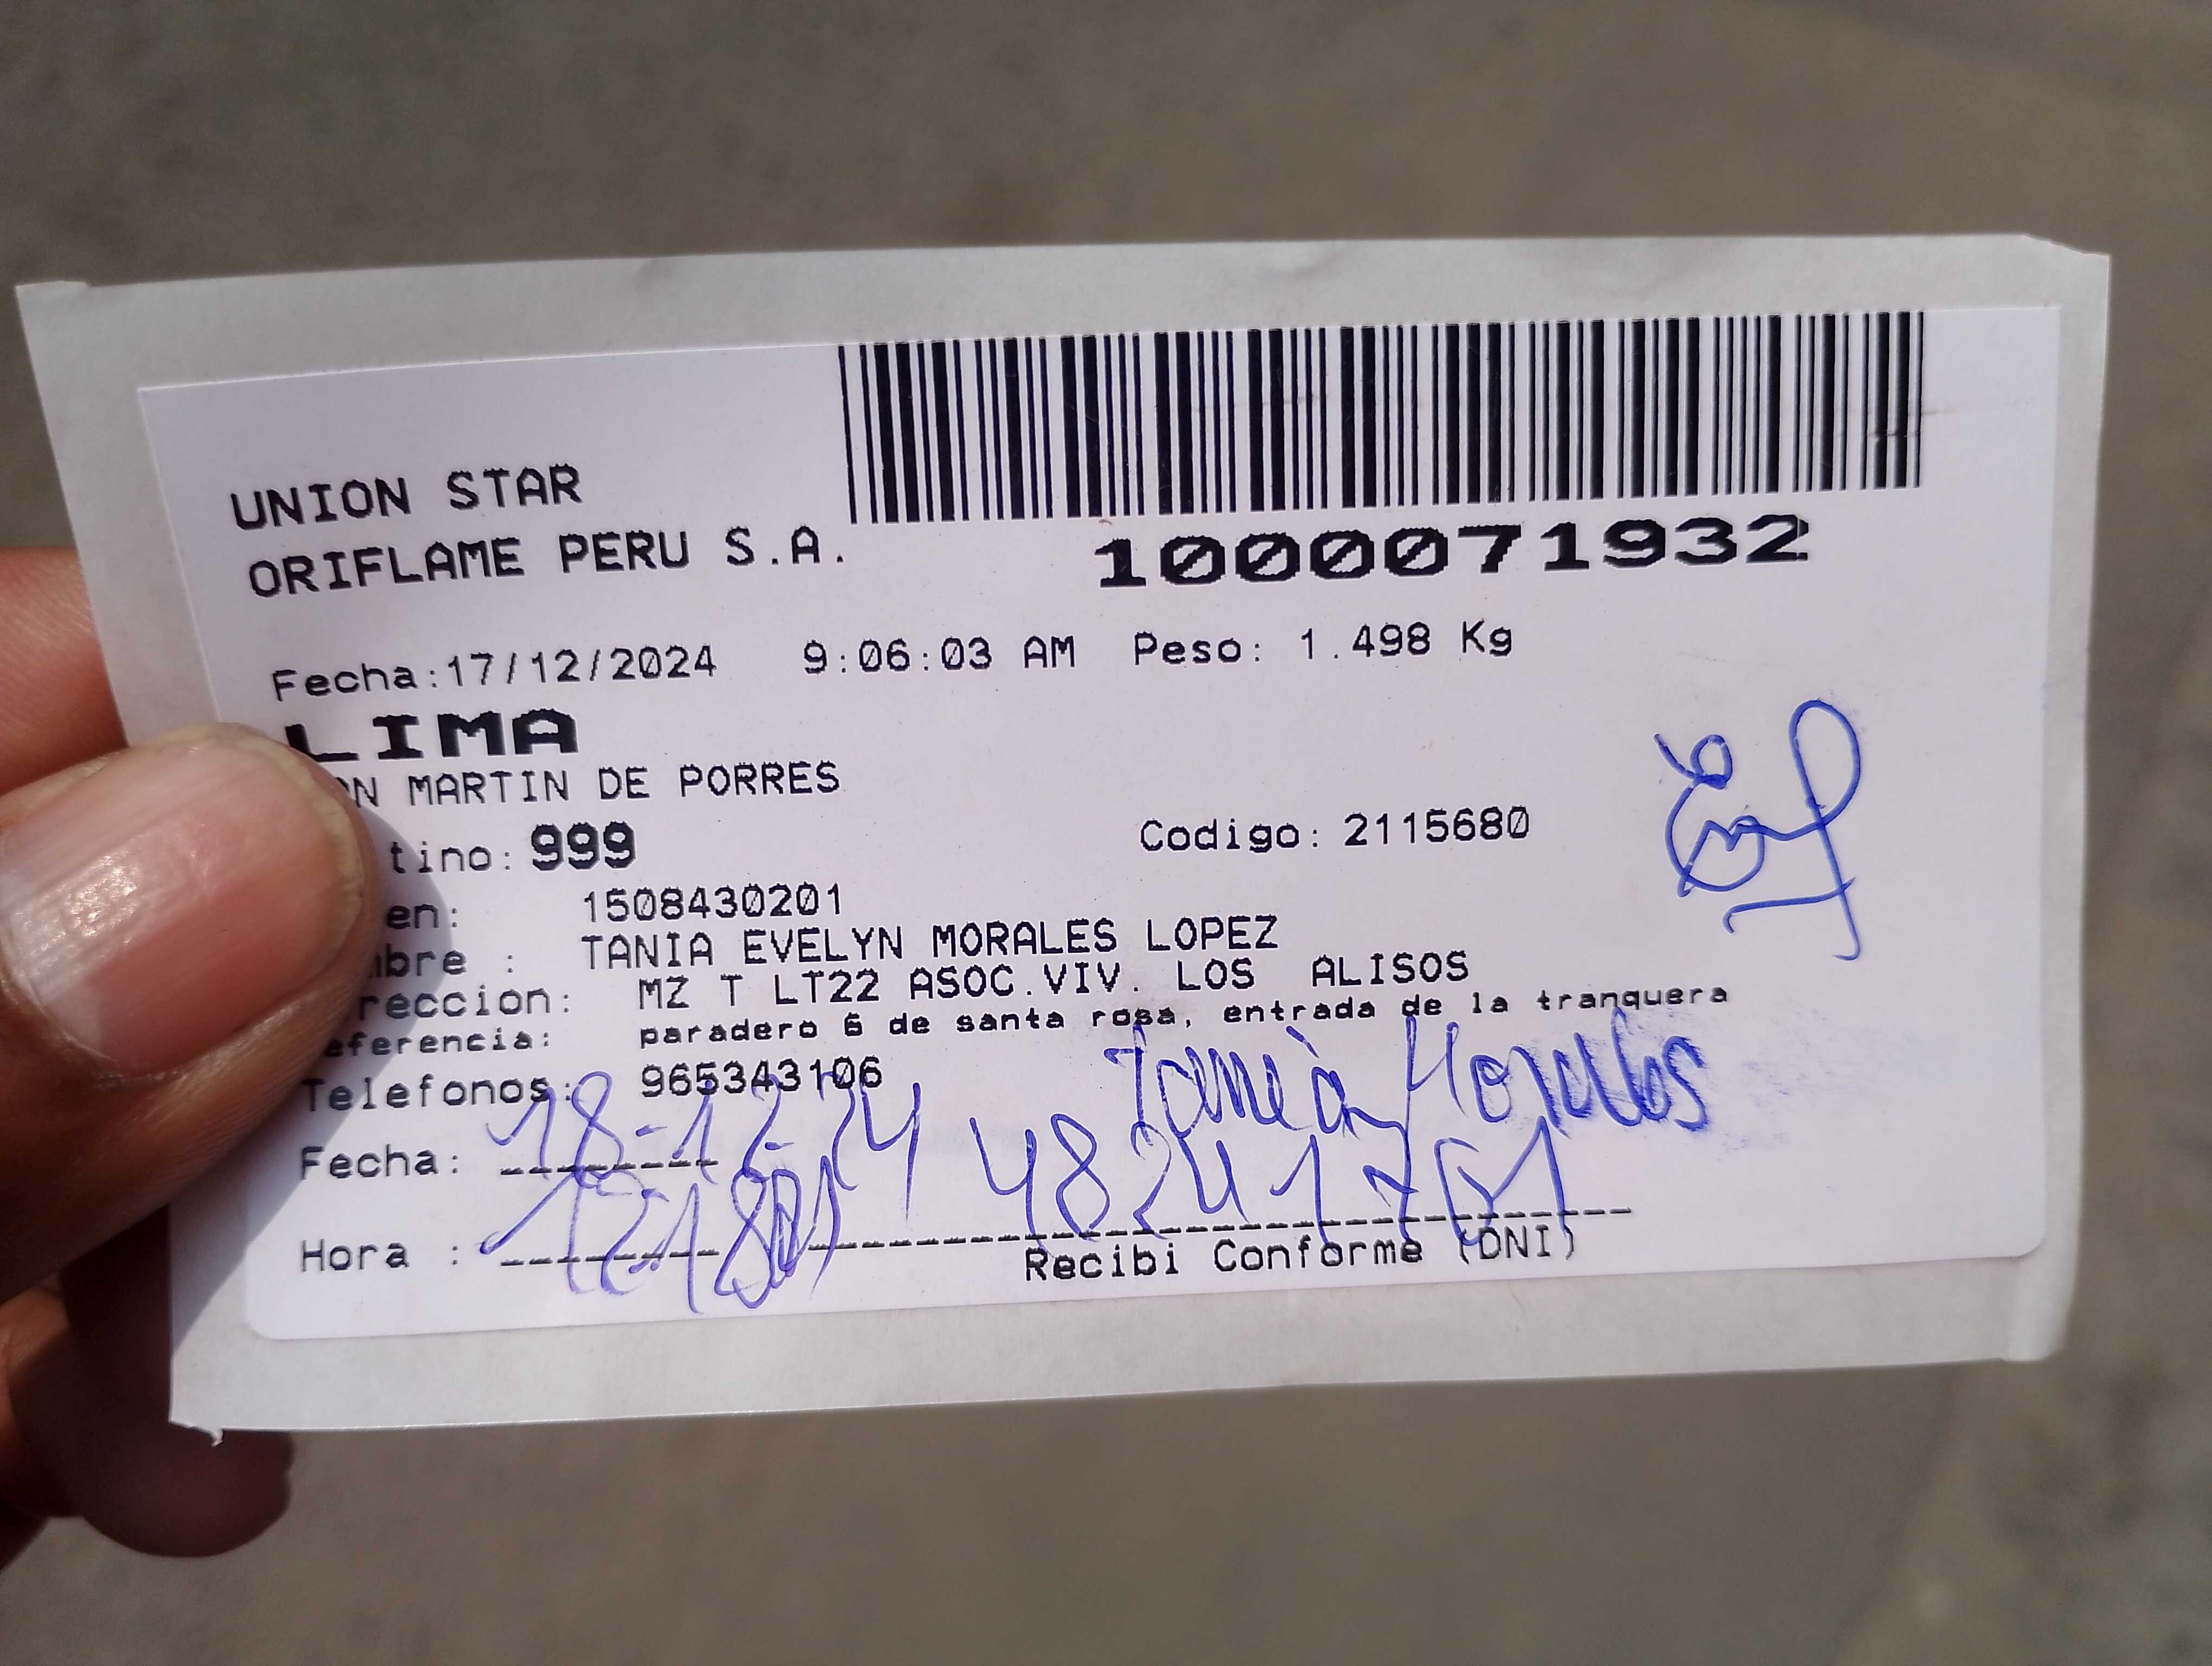 UNION STAR
ORIFLAME PERU S.A.
1000071932
Fecha:17/12/2024 9:06:03 AM Peso: 1.498 Kg
LIMA
MARTIN DE PORRES
tino: 999 Codigo: 2115680
en: 1508430201
mbre : TANIA EVELYN MORALES LOPEZ
reccion: MZ T LT22 ASOC.VIV. LOS ALISOS
eferencia: paradero 6 de santa rosa, entrada de la tranquera
Telefonos: 965343106
Tania Morales
Fecha: 18-12-24
Hora :
Recibi Conforme (DNI)